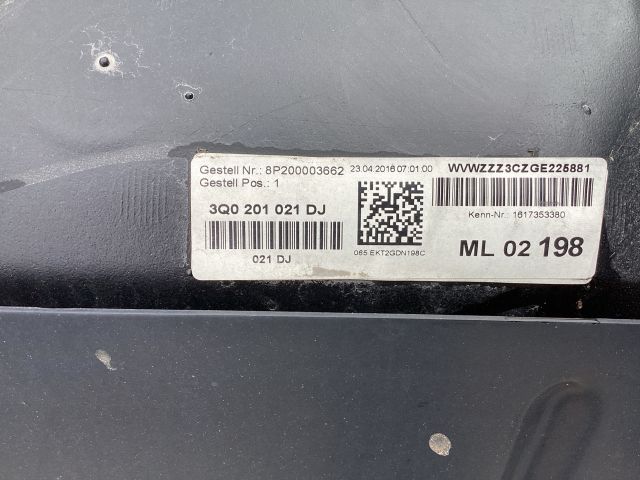 Gestell Nr.: 8P200003662 23.04.2016 07:01:00 WVWZZZ3CZGE225881
Gestell Pos.: 1
Kenn-Nr.: 1617353380
3Q0 201 021 DJ
021 DJ
065 EKT2GDN198C
ML 02 198